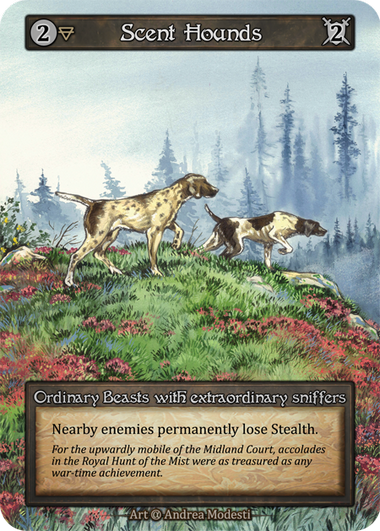 2 Scent Hounds 2
Ordinary Beasts with extraordinary sniffers
Nearby enemies permanently lose Stealth.
For the upwardly mobile of the Midland Court, accolades
in the Royal Hunt of the Mist were as treasured as any
war-time achievement.
Art @ Andrea Modesti